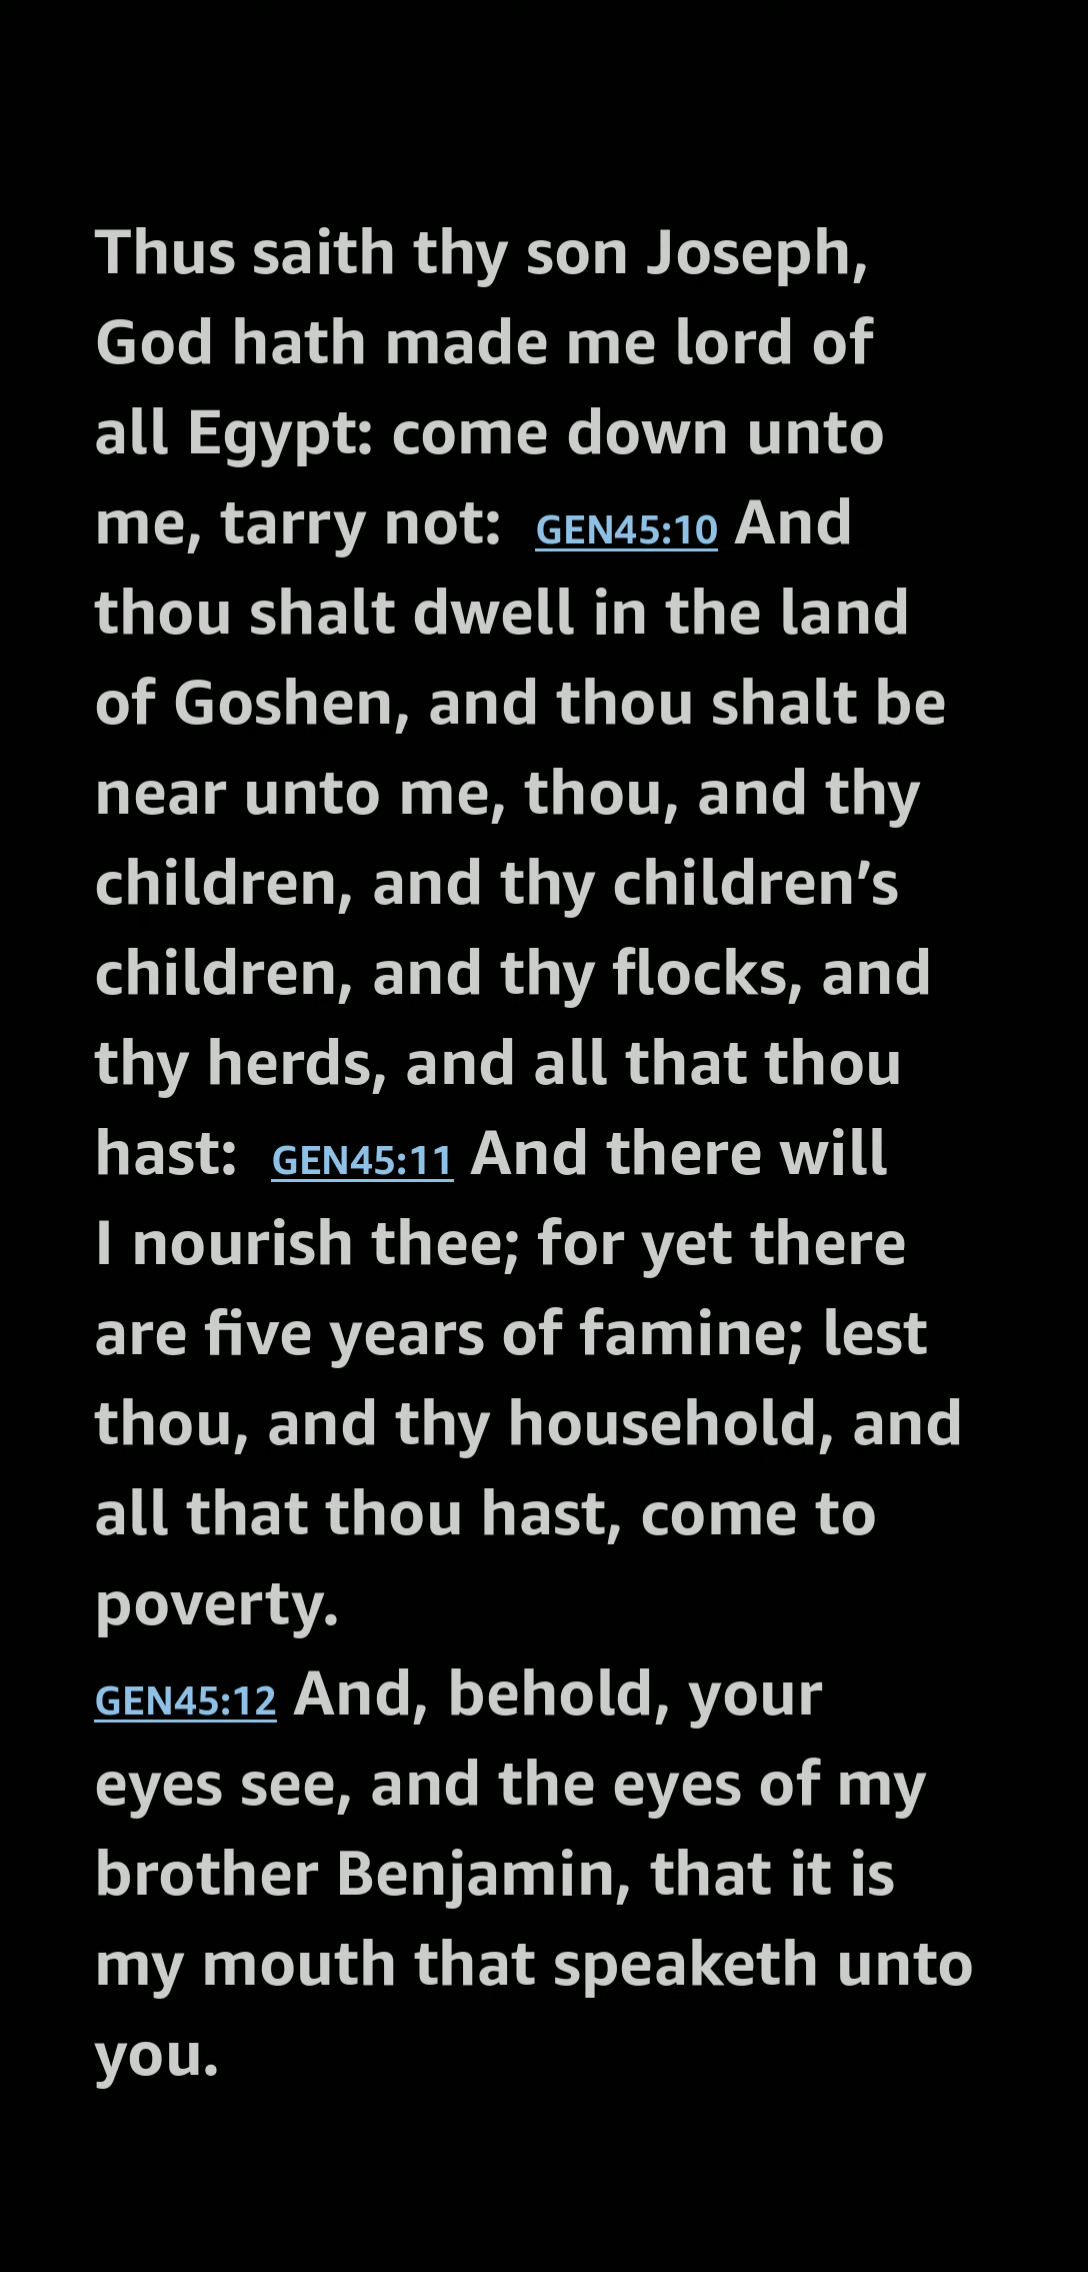 Thus saith thy son Joseph,
God hath made me lord of
all Egypt: come down unto
me, tarry not: GEN45:10 And
thou shalt dwell in the land
of Goshen, and thou shalt be
near unto me, thou, and thy
children, and thy children’s
children, and thy flocks, and
thy herds, and all that thou
hast: GEN45:11 And there will
I nourish thee; for yet there
are five years of famine; lest
thou, and thy household, and
all that thou hast, come to
poverty.
GEN45:12 And, behold, your
eyes see, and the eyes of my
brother Benjamin, that it is
my mouth that speaketh unto
you.